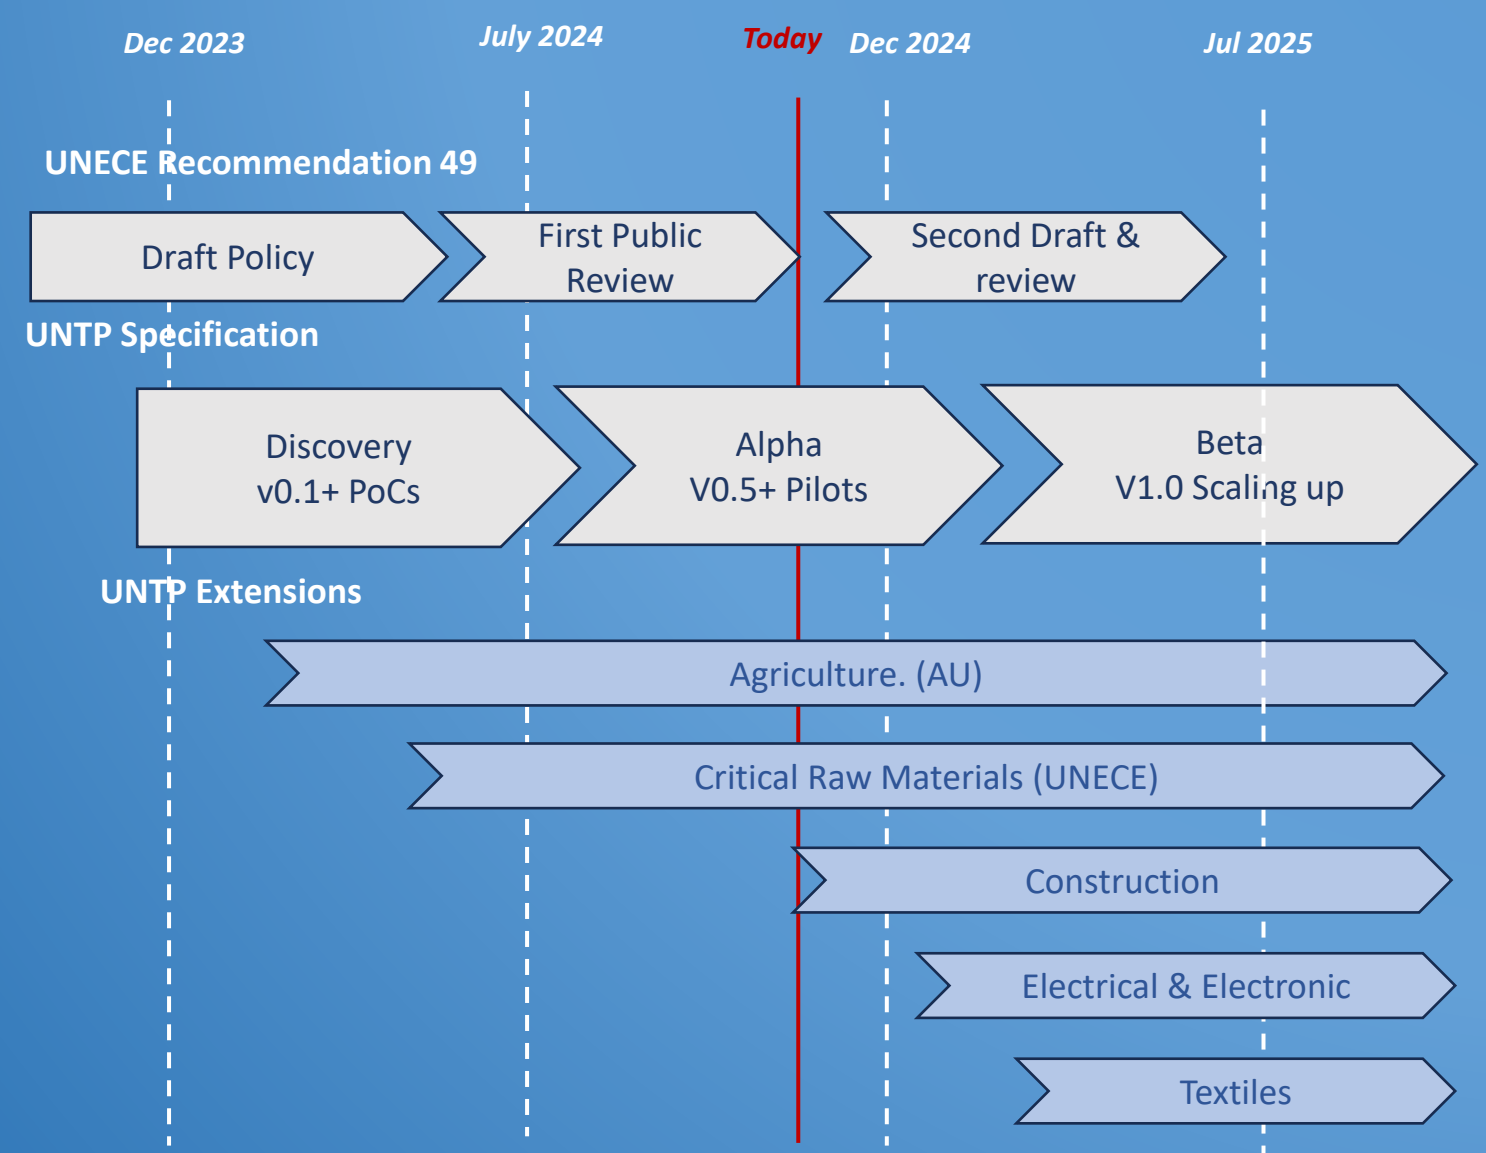 Dec 2023
July 2024
Today
Dec 2024
Jul 2025
UNECE Recommendation 49
Draft Policy
First Public
Review
Second Draft &
review
UNTP Specification
Discovery
v0.1+ PoCs
Alpha
V0.5+ Pilots
Beta
V1.0 Scaling up
UNTP Extensions
Agriculture. (AU)
Critical Raw Materials (UNECE)
Construction
Electrical & Electronic
Textiles